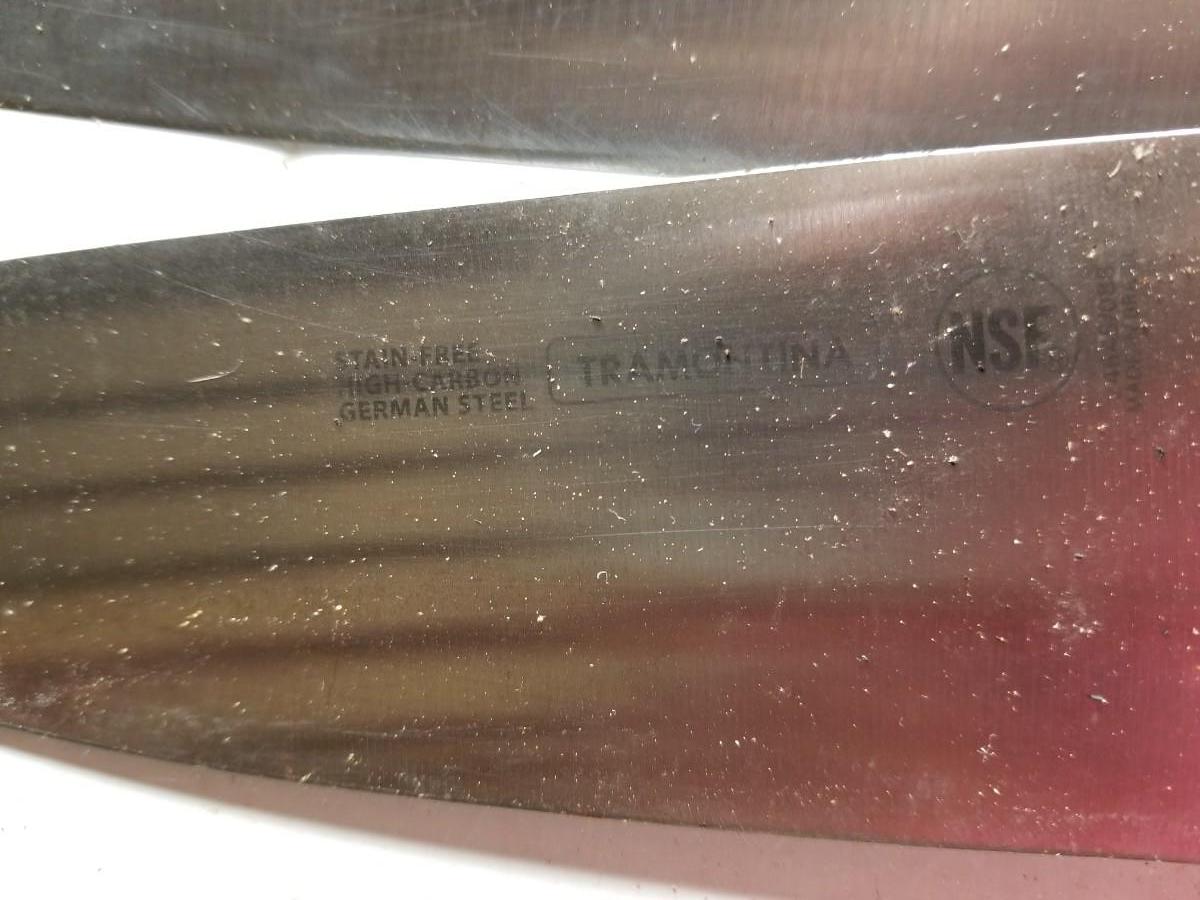 STAIN-FREE
HIGH-CARBON
GERMAN STEEL
TRAMONTINA
NSF